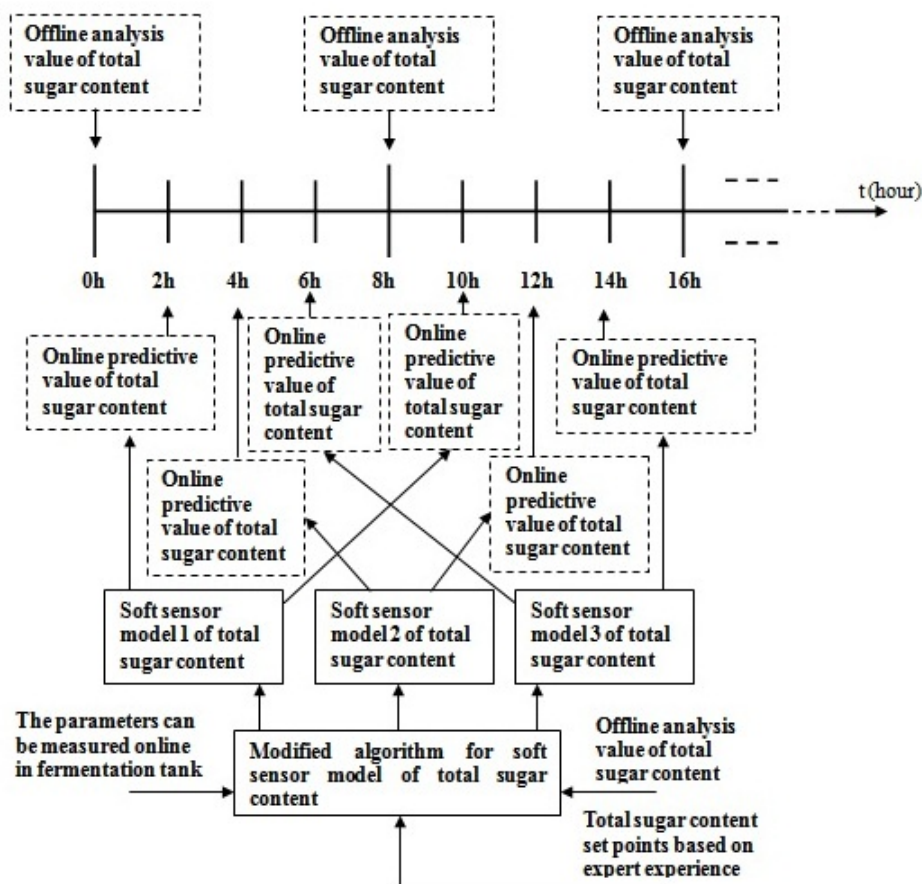 Offline analysis
value of total
sugar content
Offline analysis
value of total
sugar content
Offline analysis
value of total
sugar content
t (hour)
0h
2h
4h
6h
8h
10h
12h
14h
16h
Online predictive
value of total
sugar content
Online
predictive
value of
total sugar
content
Online
predictive
value of
total sugar
content
Online predictive
value of total
sugar content
Online
predictive
value of total
sugar content
Online
predictive
value of total
sugar content
Soft sensor
model 1 of total
sugar content
Soft sensor
model 2 of total
sugar content
Soft sensor
model 3 of total
sugar content
The parameters can
be measured online
in fermentation tank
Modified algorithm for soft
sensor model of total sugar
content
Offline analysis
value of total
sugar content
Total sugar content
set points based on
expert experience